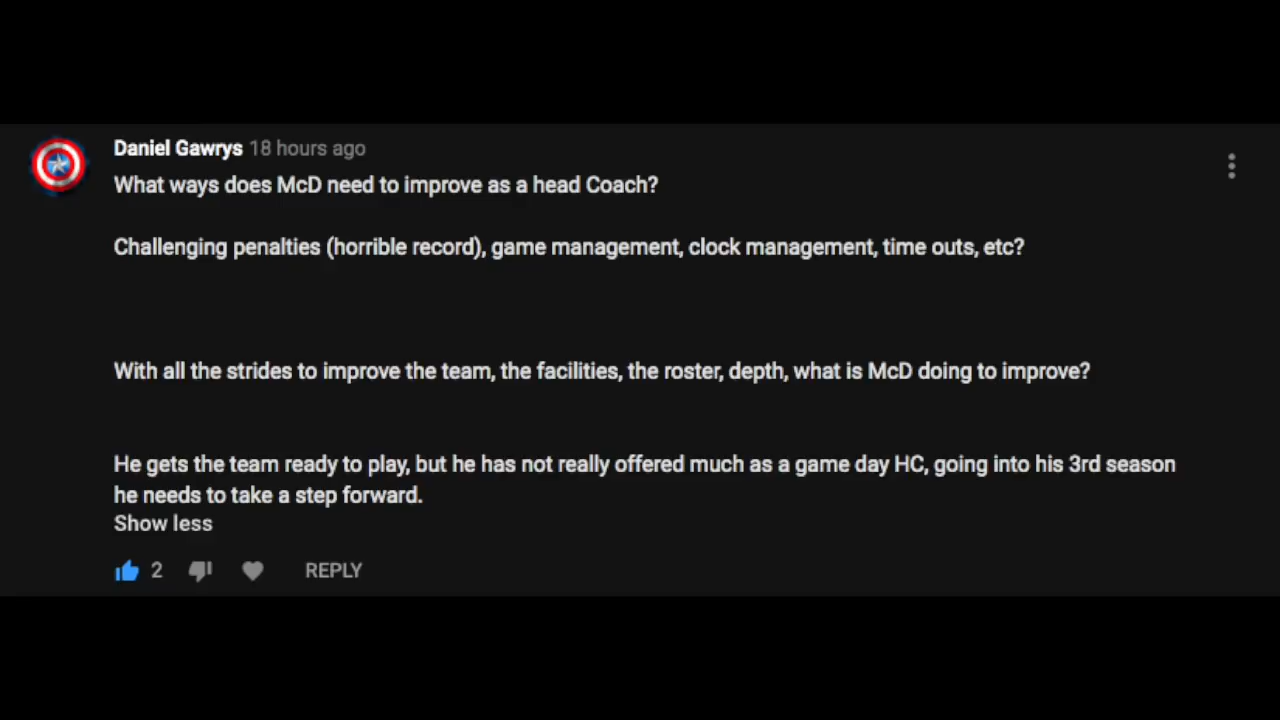 Daniel Gawrys 18 hours ago
What ways does McD need to improve as a head Coach?
Challenging penalties (horrible record), game management, clock management, time outs, etc?
With all the strides to improve the team, the facilities, the roster, depth, what is McD doing to improve?
He gets the team ready to play, but he has not really offered much as a game day HC, going into his 3rd season
he needs to take a step forward.
Show less
2 REPLY